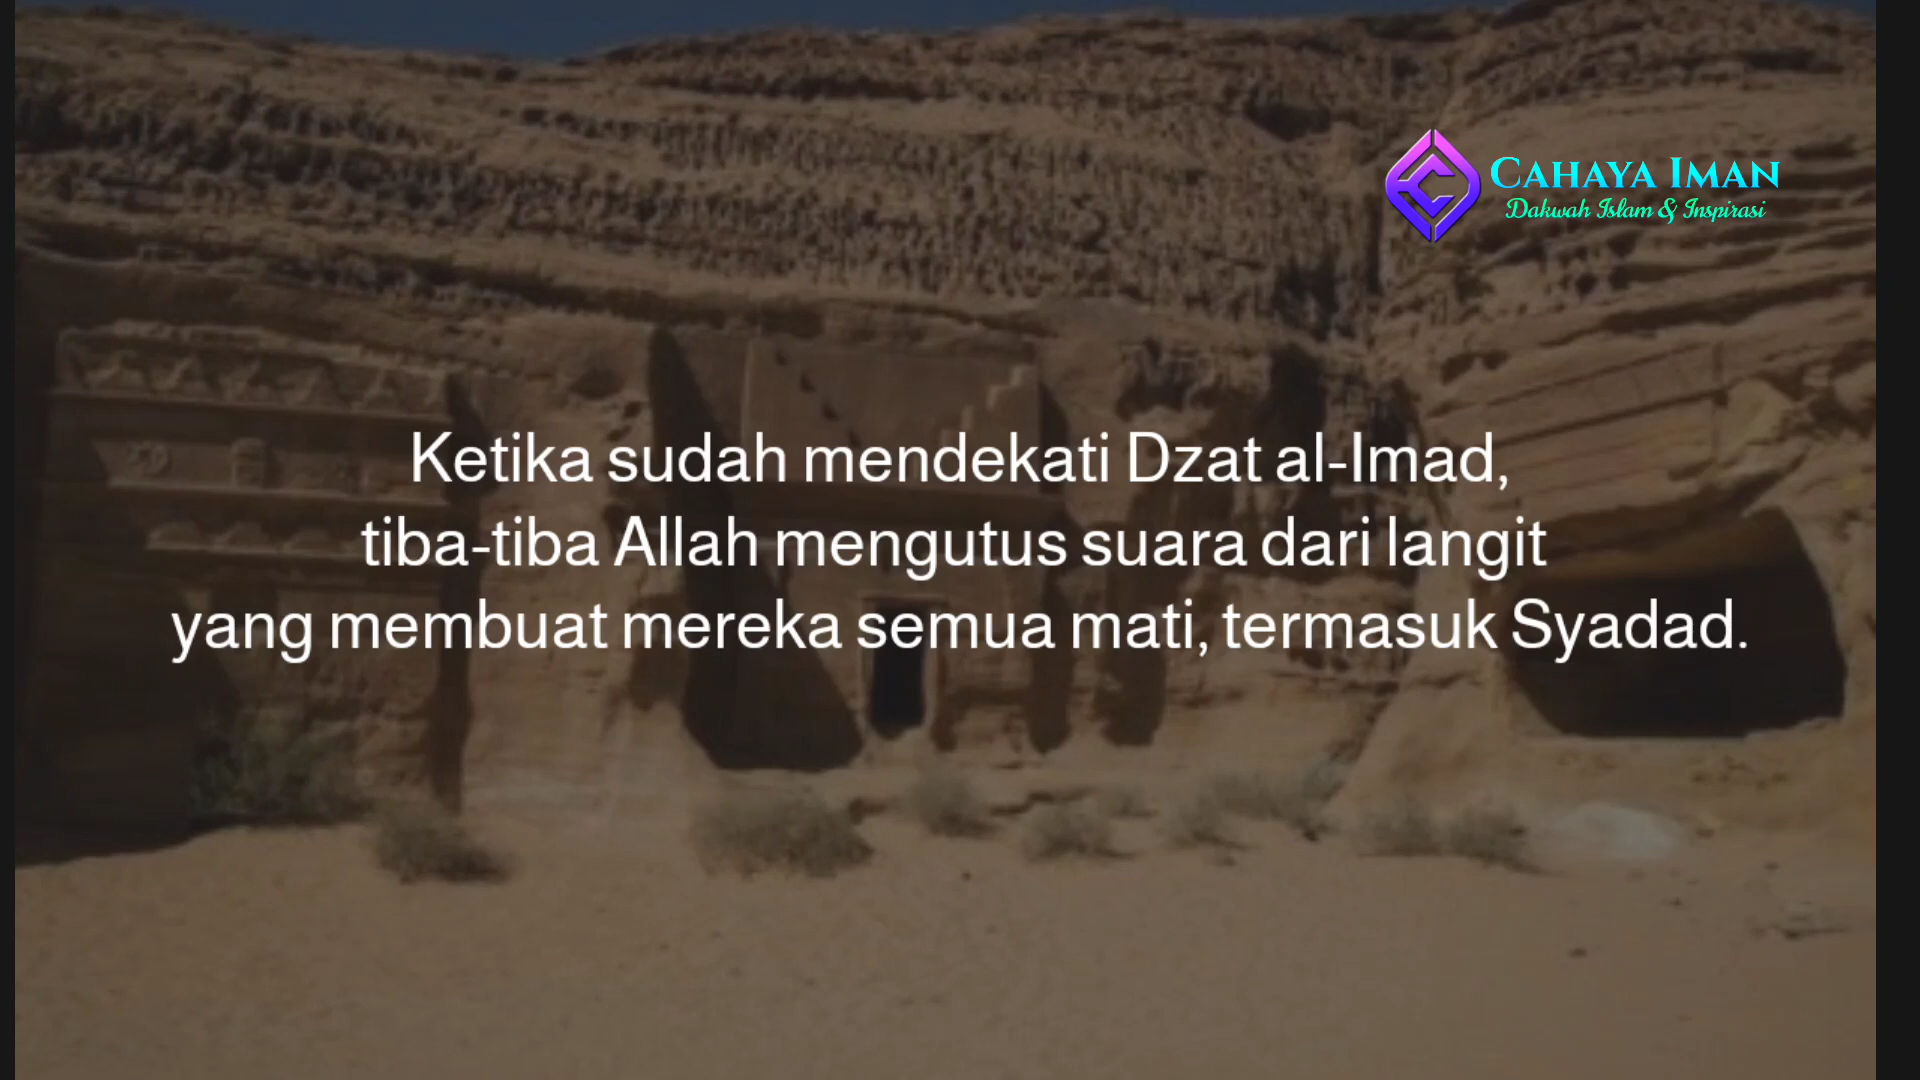 CAHAYA IMAN
Dakwah Islam & Inspirasi
Ketika sudah mendekati Dzat al-Imad,
tiba-tiba Allah mengutus suara dari langit
yang membuat mereka semua mati, termasuk Syadad.